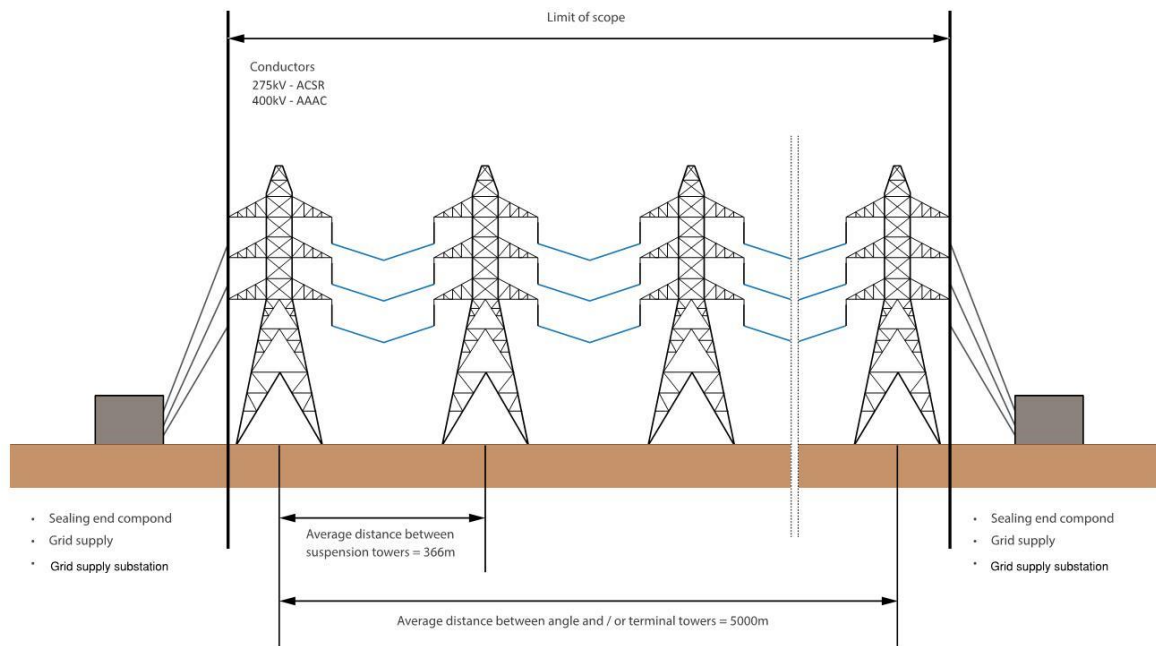 Limit of scope
Conductors
275kV - ACSR
400kV - AAAC
• Sealing end compond
• Grid supply
• Grid supply substation
Average distance between
suspension towers = 366m
• Sealing end compond
• Grid supply
• Grid supply substation
Average distance between angle and / or terminal towers = 5000m